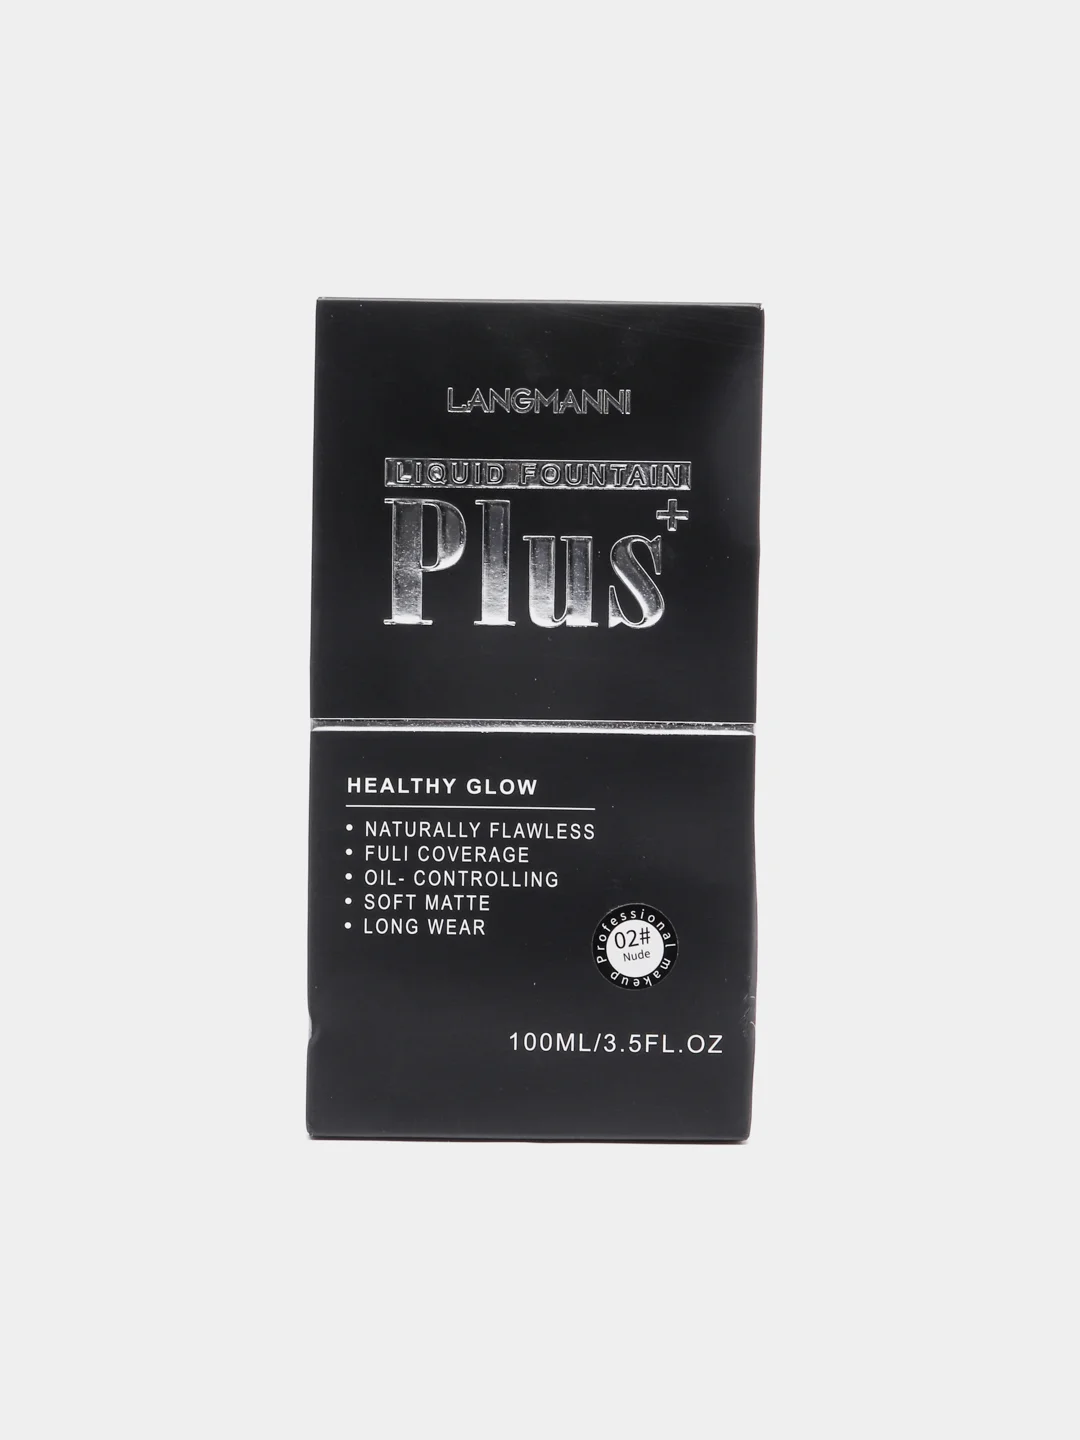 LANGMANNI
LIQUID FOUNTAIN
Plus+
HEALTHY GLOW
• NATURALLY FLAWLESS
• FULI COVERAGE
• OIL- CONTROLLING
• SOFT MATTE
• LONG WEAR
Professional makeup
02#
Nude
100ML/3.5FL.OZ